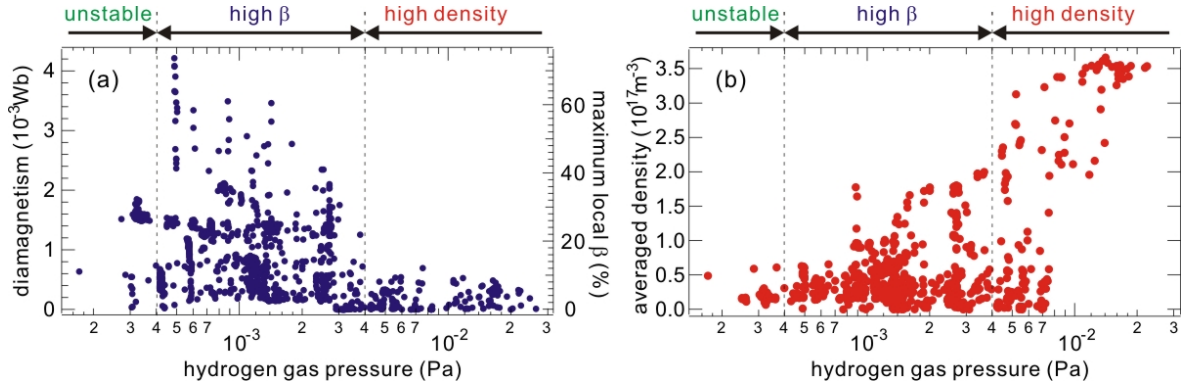 unstable high β high density
(a)
diamagnetism (10⁻³Wb)
4
3
2
1
0
maximum local β (%)
60
40
20
0
2 3 4 5 6 7 10⁻³ 2 3 4 5 6 7 10⁻² 2 3
hydrogen gas pressure (Pa)
unstable high β high density
(b)
averaged density (10¹⁷m⁻³)
3.5
3.0
2.5
2.0
1.5
1.0
0.5
0.0
2 3 4 5 6 7 10⁻³ 2 3 4 5 6 7 10⁻² 2 3
hydrogen gas pressure (Pa)